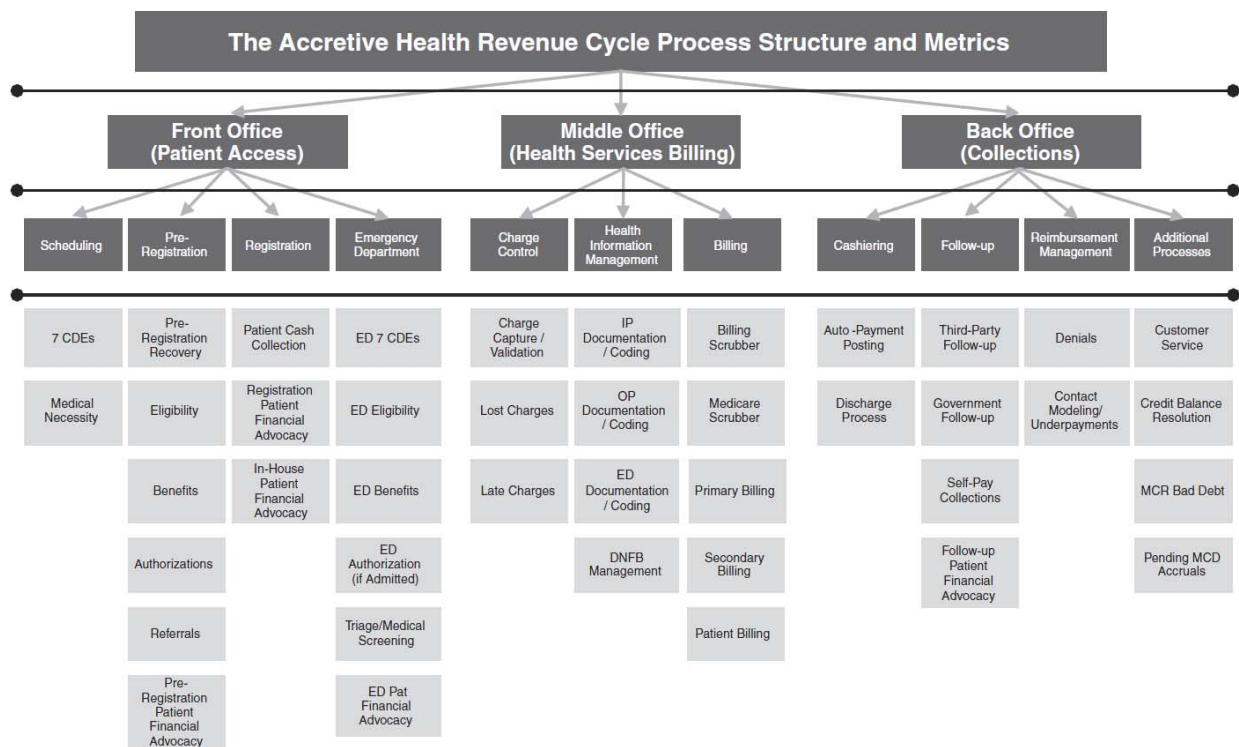 The Accretive Health Revenue Cycle Process Structure and Metrics
Front Office
(Patient Access)
Middle Office
(Health Services Billing)
Back Office
(Collections)
Scheduling
Pre-
Registration
Registration
Emergency
Department
Charge
Control
Health
Information
Management
Billing
Cashiering
Follow-up
Reimbursement
Management
Additional
Processes
7 CDEs
Medical
Necessity
Pre-
Registration
Recovery
Eligibility
Benefits
Authorizations
Referrals
Pre-
Registration
Patient
Financial
Advocacy
Patient Cash
Collection
Registration
Patient
Financial
Advocacy
In-House
Patient
Financial
Advocacy
ED 7 CDEs
ED Eligibility
ED Benefits
ED
Authorization
(if Admitted)
Triage/Medical
Screening
ED Pat
Financial
Advocacy
Charge
Capture /
Validation
Lost Charges
Late Charges
IP
Documentation
/ Coding
OP
Documentation
/ Coding
ED
Documentation
/ Coding
DNFB
Management
Billing
Scrubber
Medicare
Scrubber
Primary Billing
Secondary
Billing
Patient Billing
Auto -Payment
Posting
Discharge
Process
Third-Party
Follow-up
Government
Follow-up
Self-Pay
Collections
Follow-up
Patient
Financial
Advocacy
Denials
Contact
Modeling/
Underpayments
Customer
Service
Credit Balance
Resolution
MCR Bad Debt
Pending MCD
Accruals